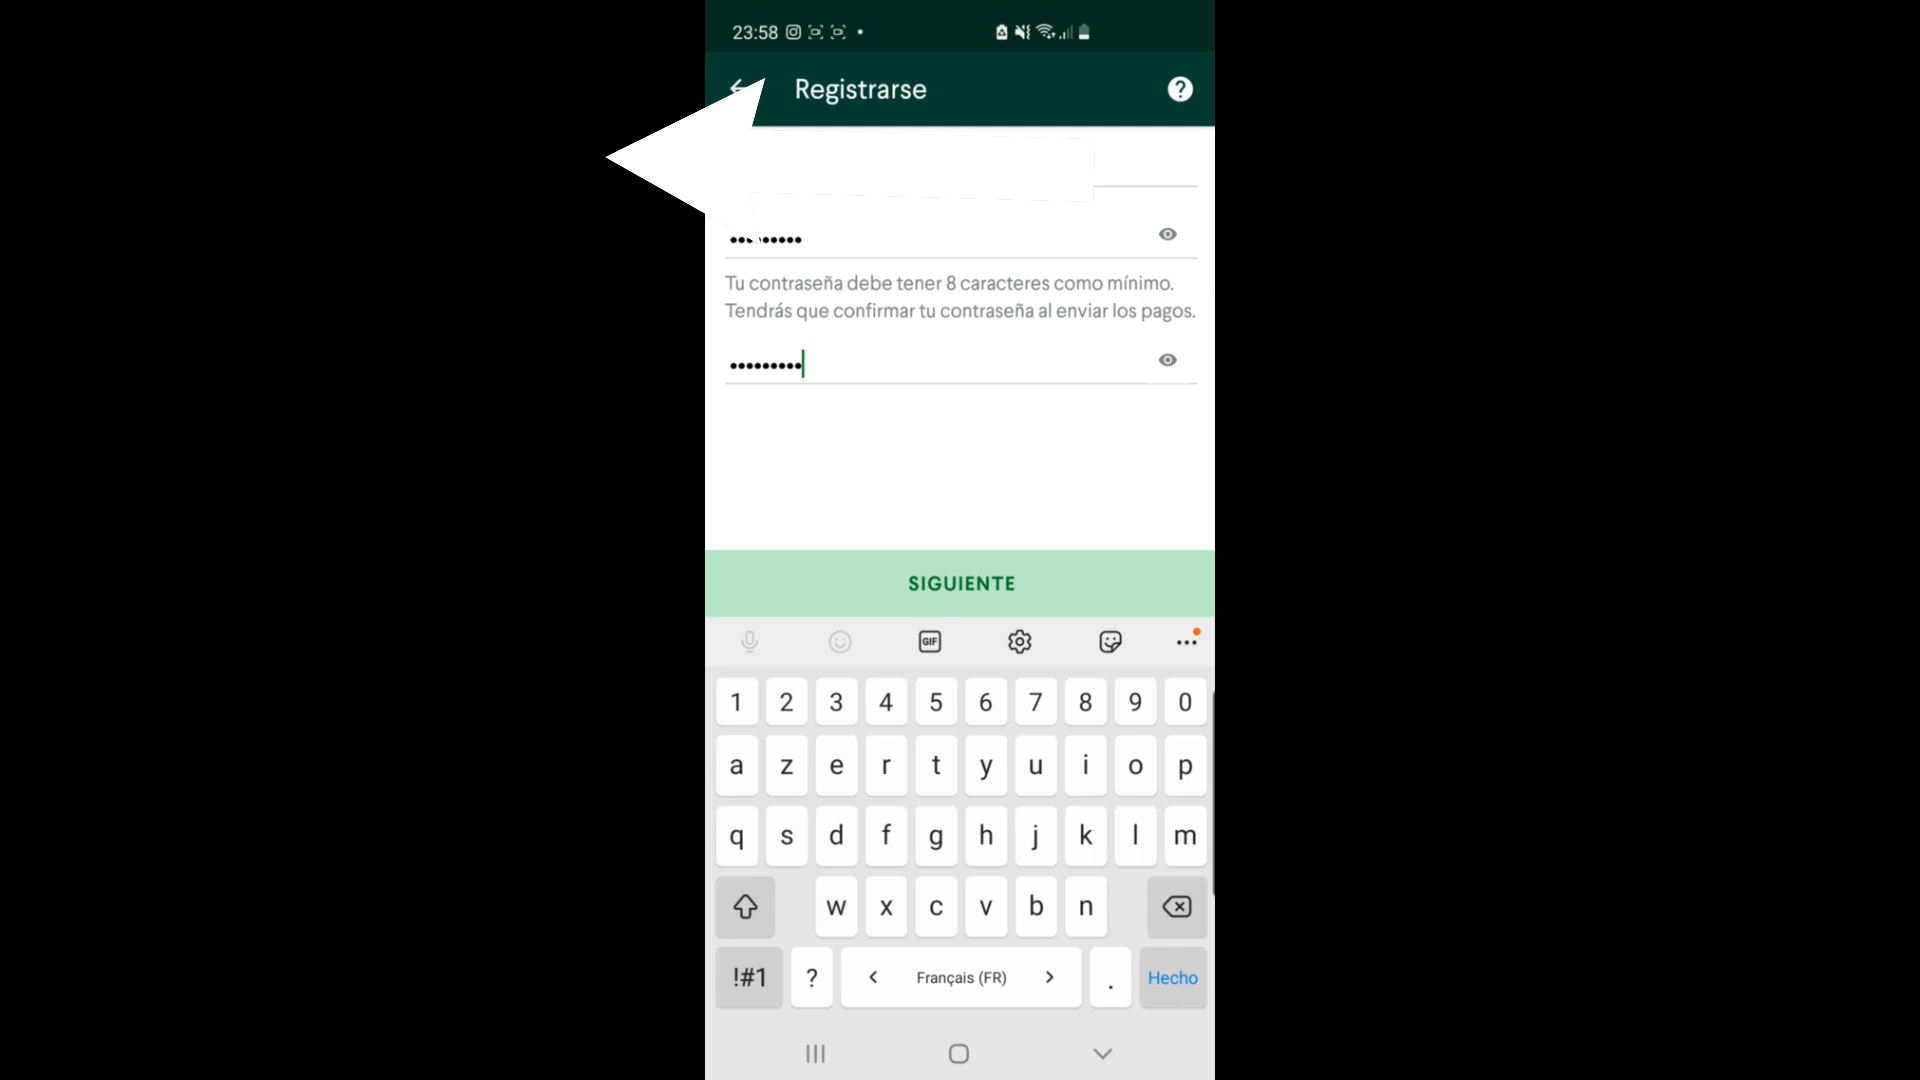 23:58
Registrarse
•••••••••
Tu contraseña debe tener 8 caracteres como mínimo.
Tendrás que confirmar tu contraseña al enviar los pagos.
•••••••••
SIGUIENTE
GIF
1 2 3 4 5 6 7 8 9 0
a z e r t y u i o p
q s d f g h j k l m
w x c v b n
!#1 ? < Français (FR) > . Hecho